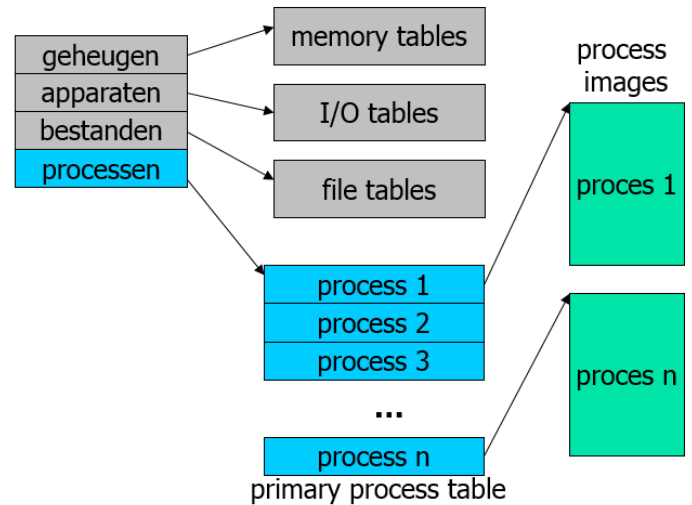 geheugen
apparaten
bestanden
processen
memory tables
I/O tables
file tables
process 1
process 2
process 3
...
process n
primary process table
process
images
proces 1
proces n